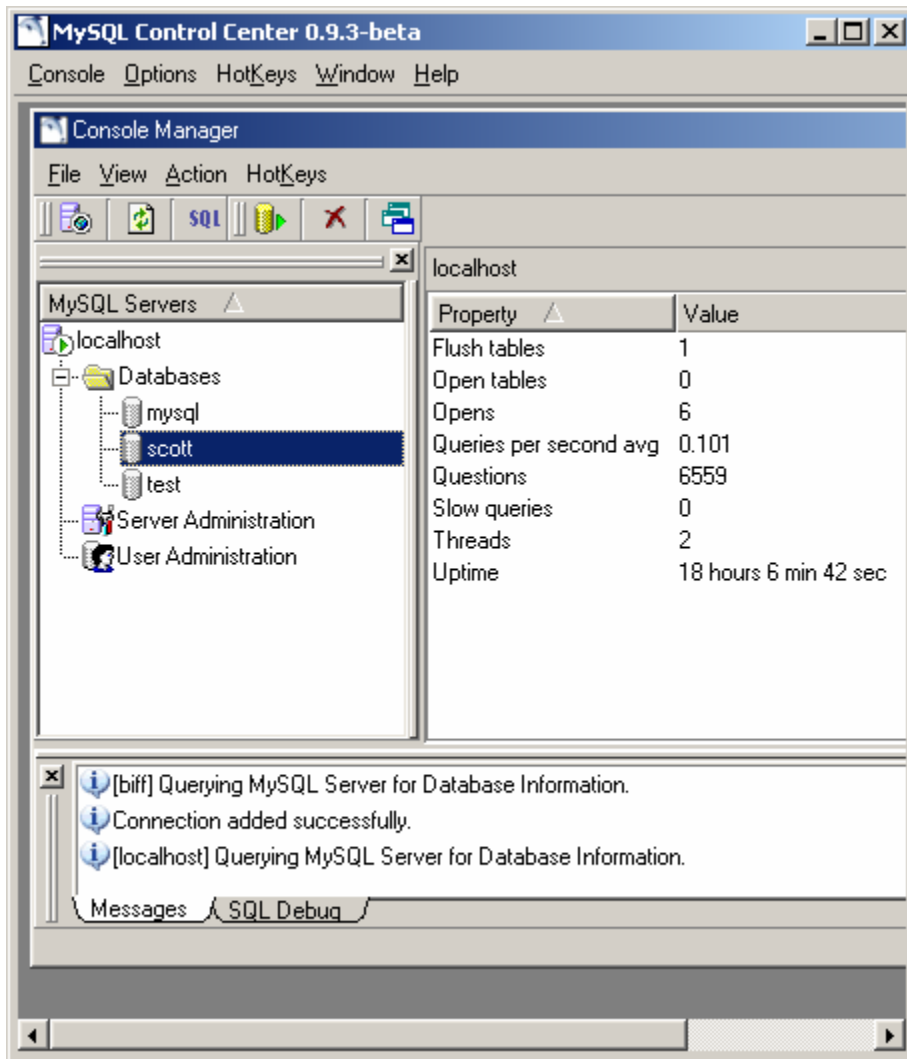 MySQL Control Center 0.9.3-beta
Console Options HotKeys Window Help
Console Manager
File View Action HotKeys
SQL
MySQL Servers
localhost
Databases
mysql
scott
test
Server Administration
User Administration
localhost
Property Value
Flush tables 1
Open tables 0
Opens 6
Queries per second avg 0.101
Questions 6559
Slow queries 0
Threads 2
Uptime 18 hours 6 min 42 sec
[biff] Querying MySQL Server for Database Information.
Connection added successfully.
[localhost] Querying MySQL Server for Database Information.
Messages SQL Debug